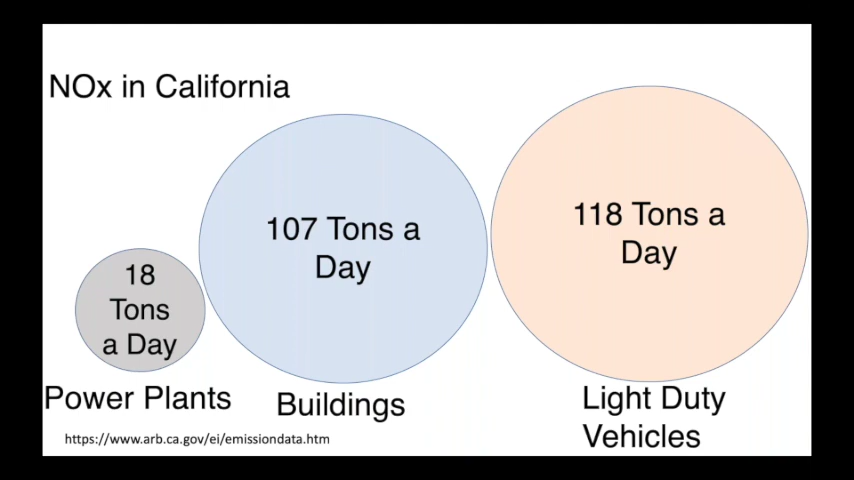 NOx in California
18
Tons
a Day
107 Tons a
Day
118 Tons a
Day
Power Plants
Buildings
Light Duty
Vehicles
https://www.arb.ca.gov/ei/emissiondata.htm